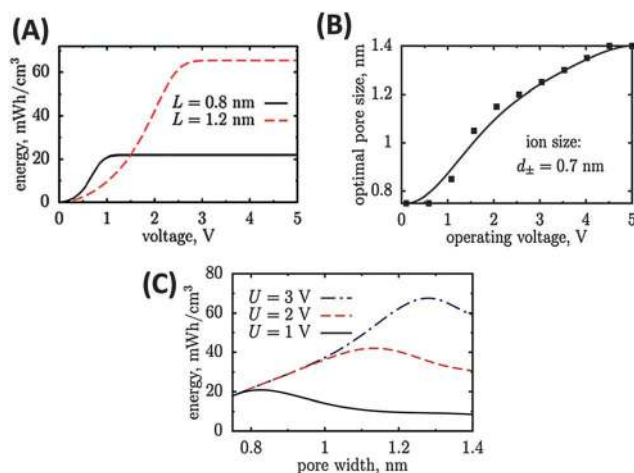 (A)
energy, mWh/cm³
60
40
20
0
L = 0.8 nm
L = 1.2 nm
0 1 2 3 4 5
voltage, V
(B)
optimal pore size, nm
1.4
1.2
1
0.8
ion size:
d± = 0.7 nm
0 1 2 3 4 5
operating voltage, V
(C)
energy, mWh/cm³
80
60
40
20
0
U = 3 V
U = 2 V
U = 1 V
0.8 1 1.2 1.4
pore width, nm